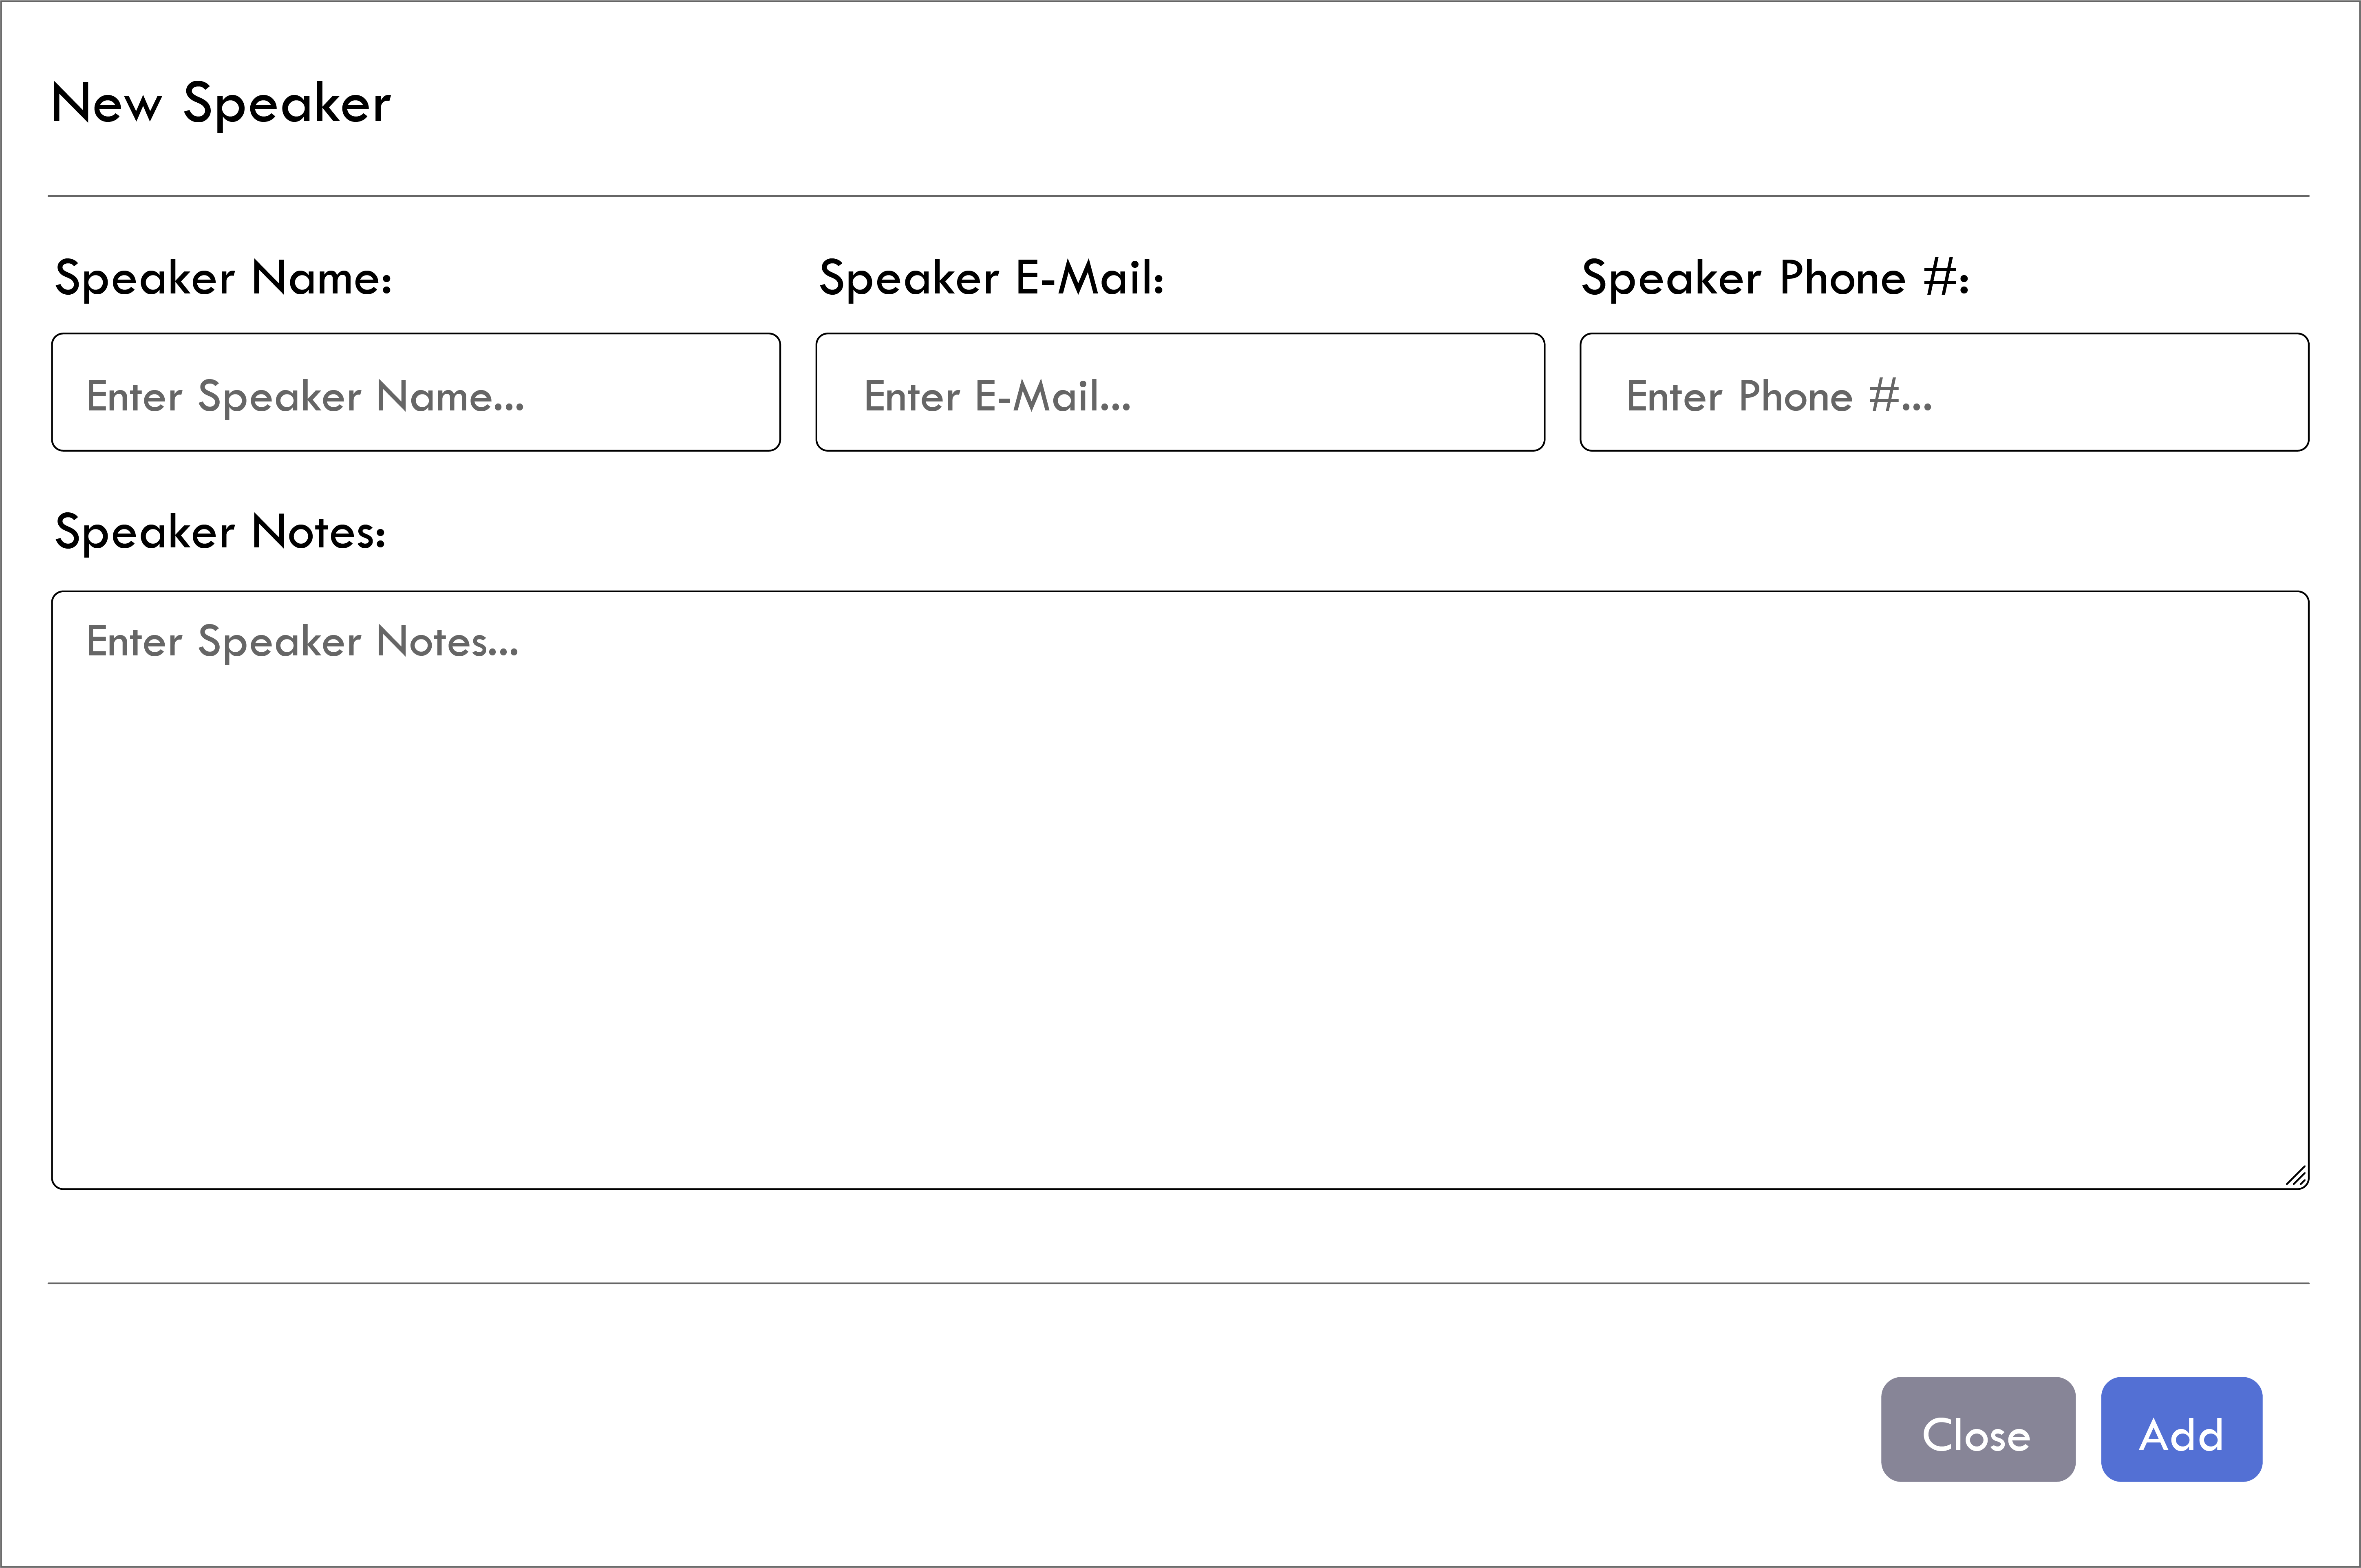 New Speaker
Speaker Name: Speaker E-Mail: Speaker Phone #:
Enter Speaker Name... Enter E-Mail... Enter Phone #...
Speaker Notes:
Enter Speaker Notes...
Close Add